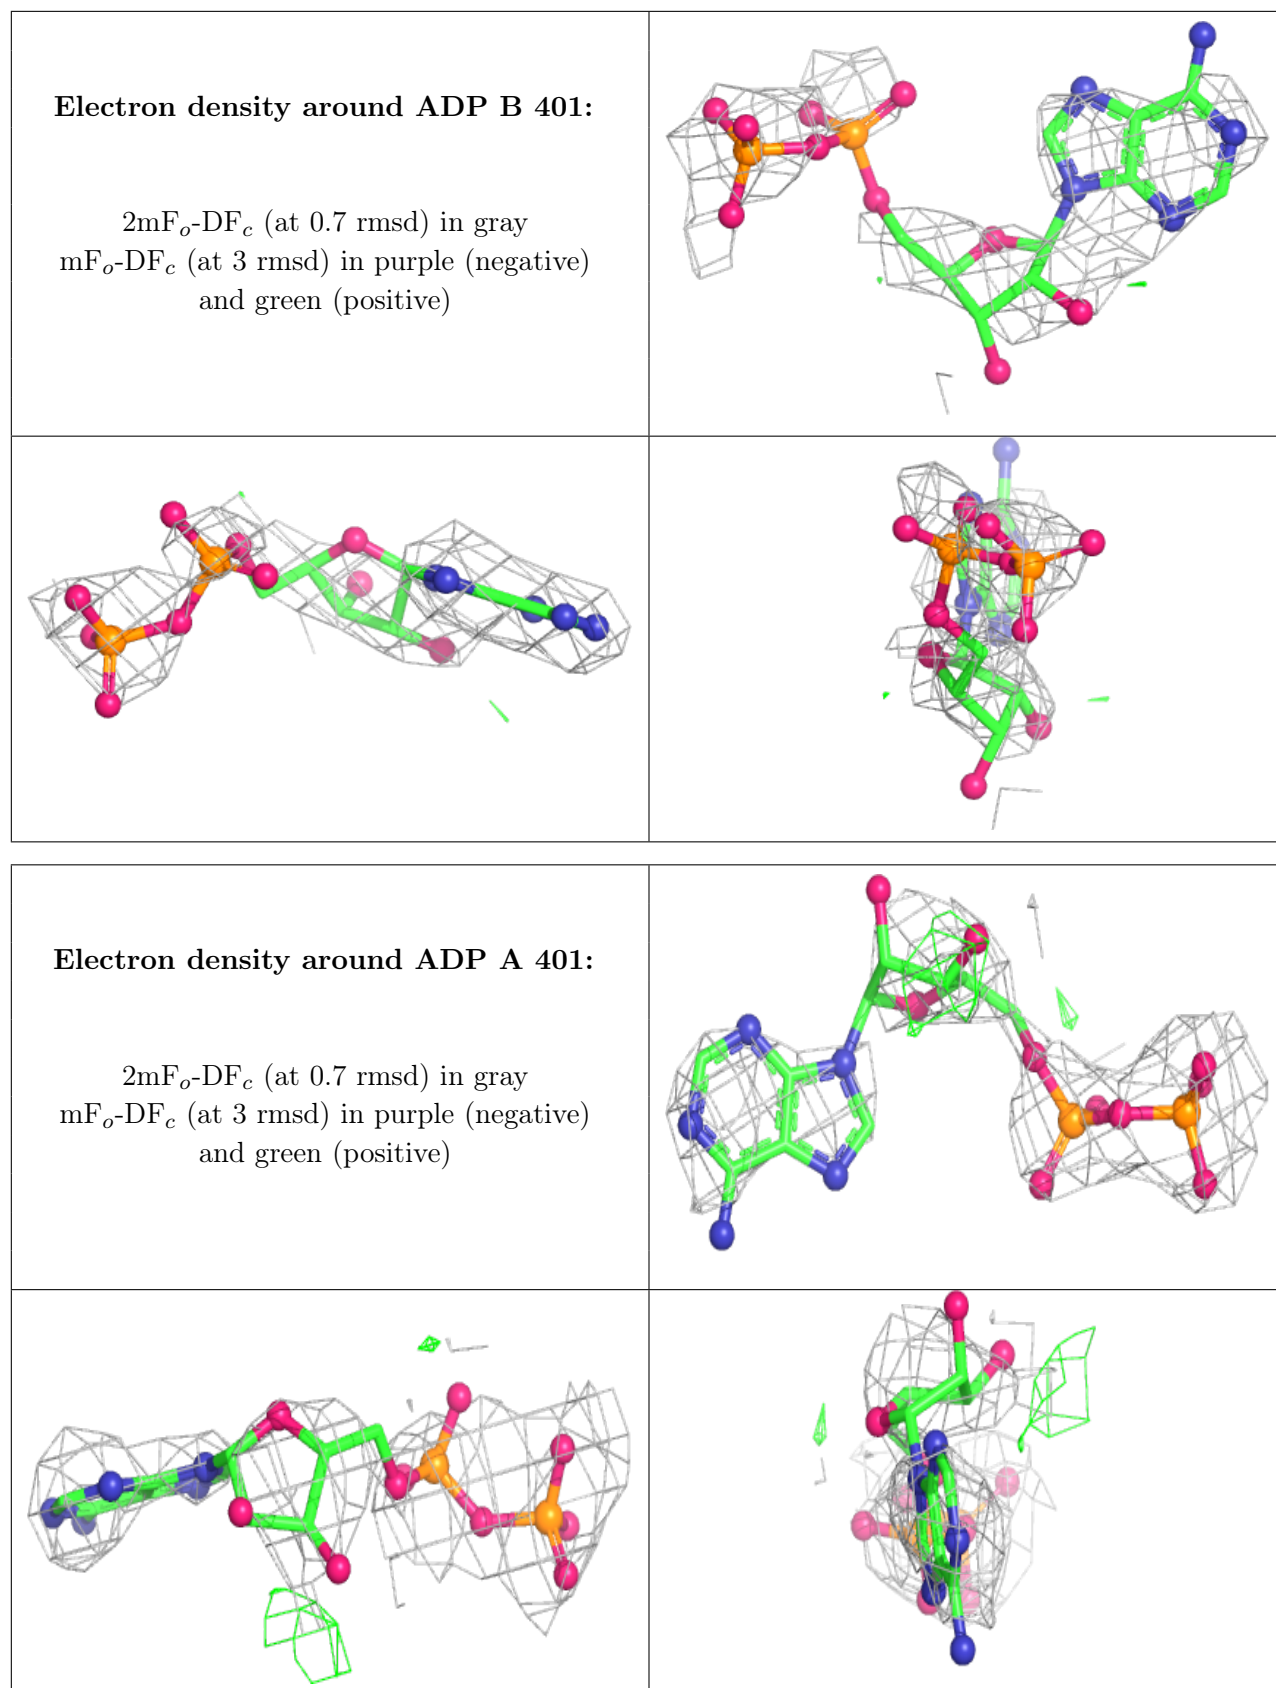 Electron density around ADP B 401:
2mFo-DFc (at 0.7 rmsd) in gray
mFo-DFc (at 3 rmsd) in purple (negative)
and green (positive)
Electron density around ADP A 401:
2mFo-DFc (at 0.7 rmsd) in gray
mFo-DFc (at 3 rmsd) in purple (negative)
and green (positive)